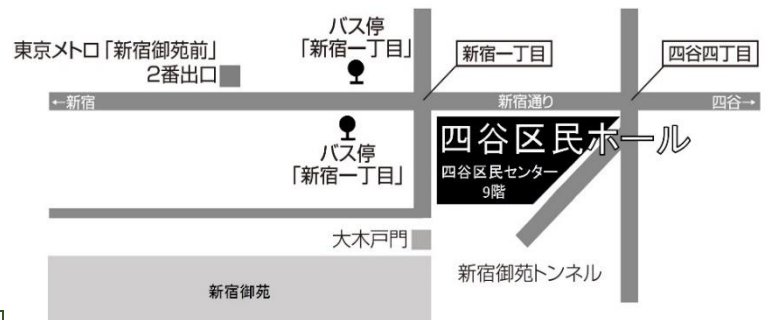 バス停
「新宿一丁目」
東京メトロ「新宿御苑前」
2番出口
新宿一丁目
四谷四丁目
←新宿
新宿通り
四谷→
バス停
「新宿一丁目」
四谷区民ホール
四谷区民センター
9階
大木戸門
新宿御苑トンネル
新宿御苑